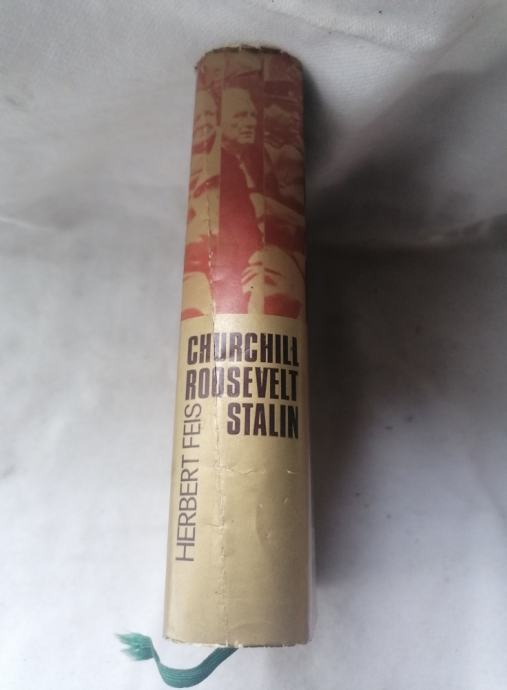 CHURCHILL
ROOSEVELT
STALIN
HERBERT FEIS